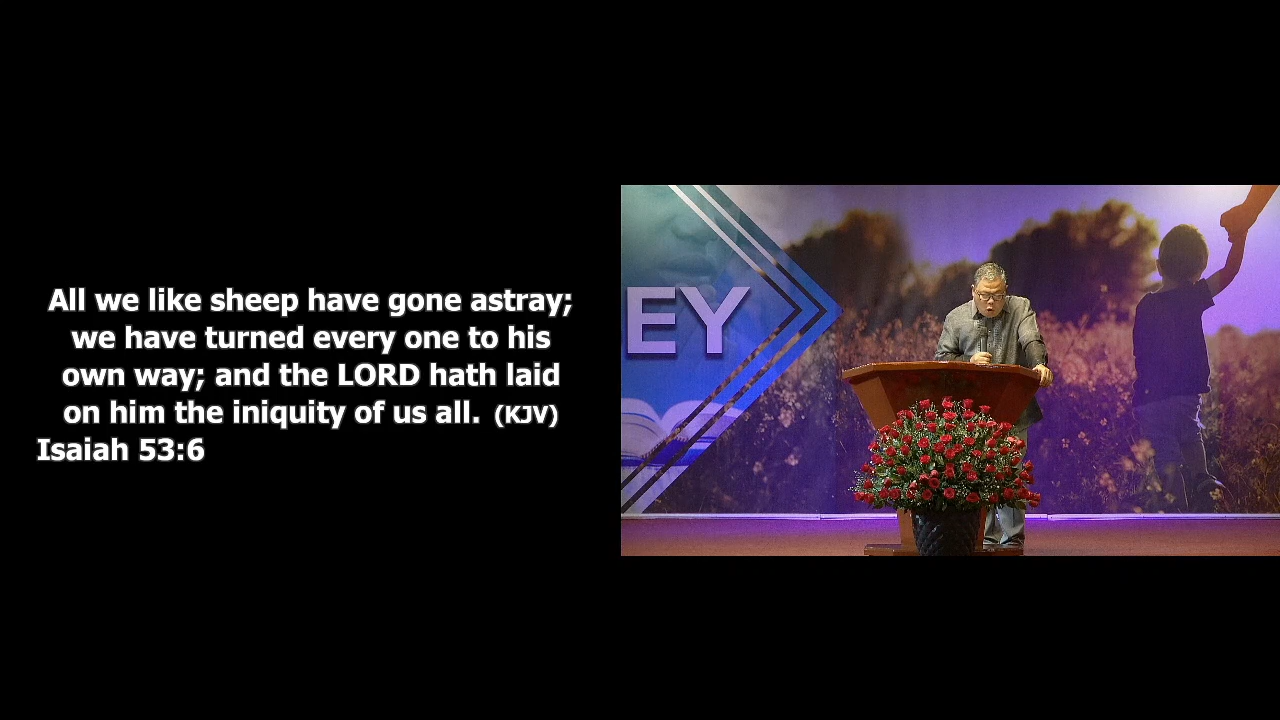 All we like sheep have gone astray;
we have turned every one to his
own way; and the LORD hath laid
on him the iniquity of us all. (KJV)
Isaiah 53:6
EY